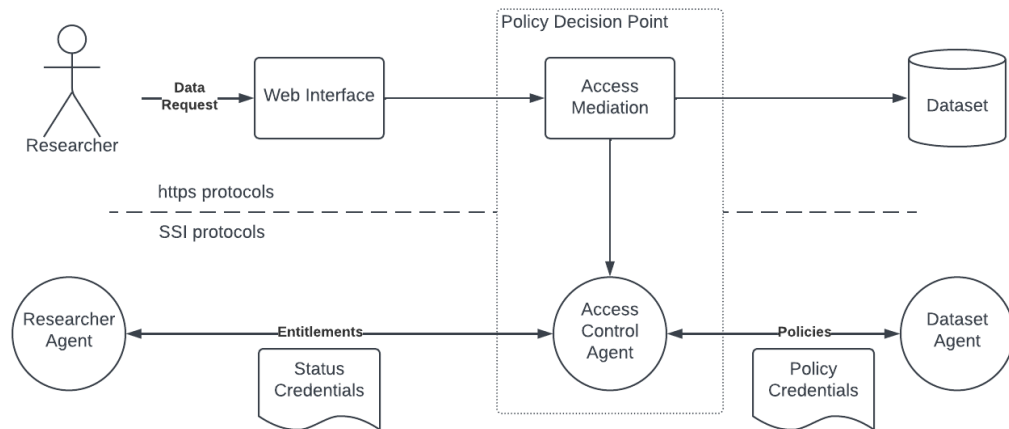 Policy Decision Point
Data
Request
Web Interface
Access
Mediation
Dataset
Researcher
https protocols
SSI protocols
Researcher
Agent
Entitlements
Access
Control
Agent
Policies
Dataset
Agent
Status
Credentials
Policy
Credentials